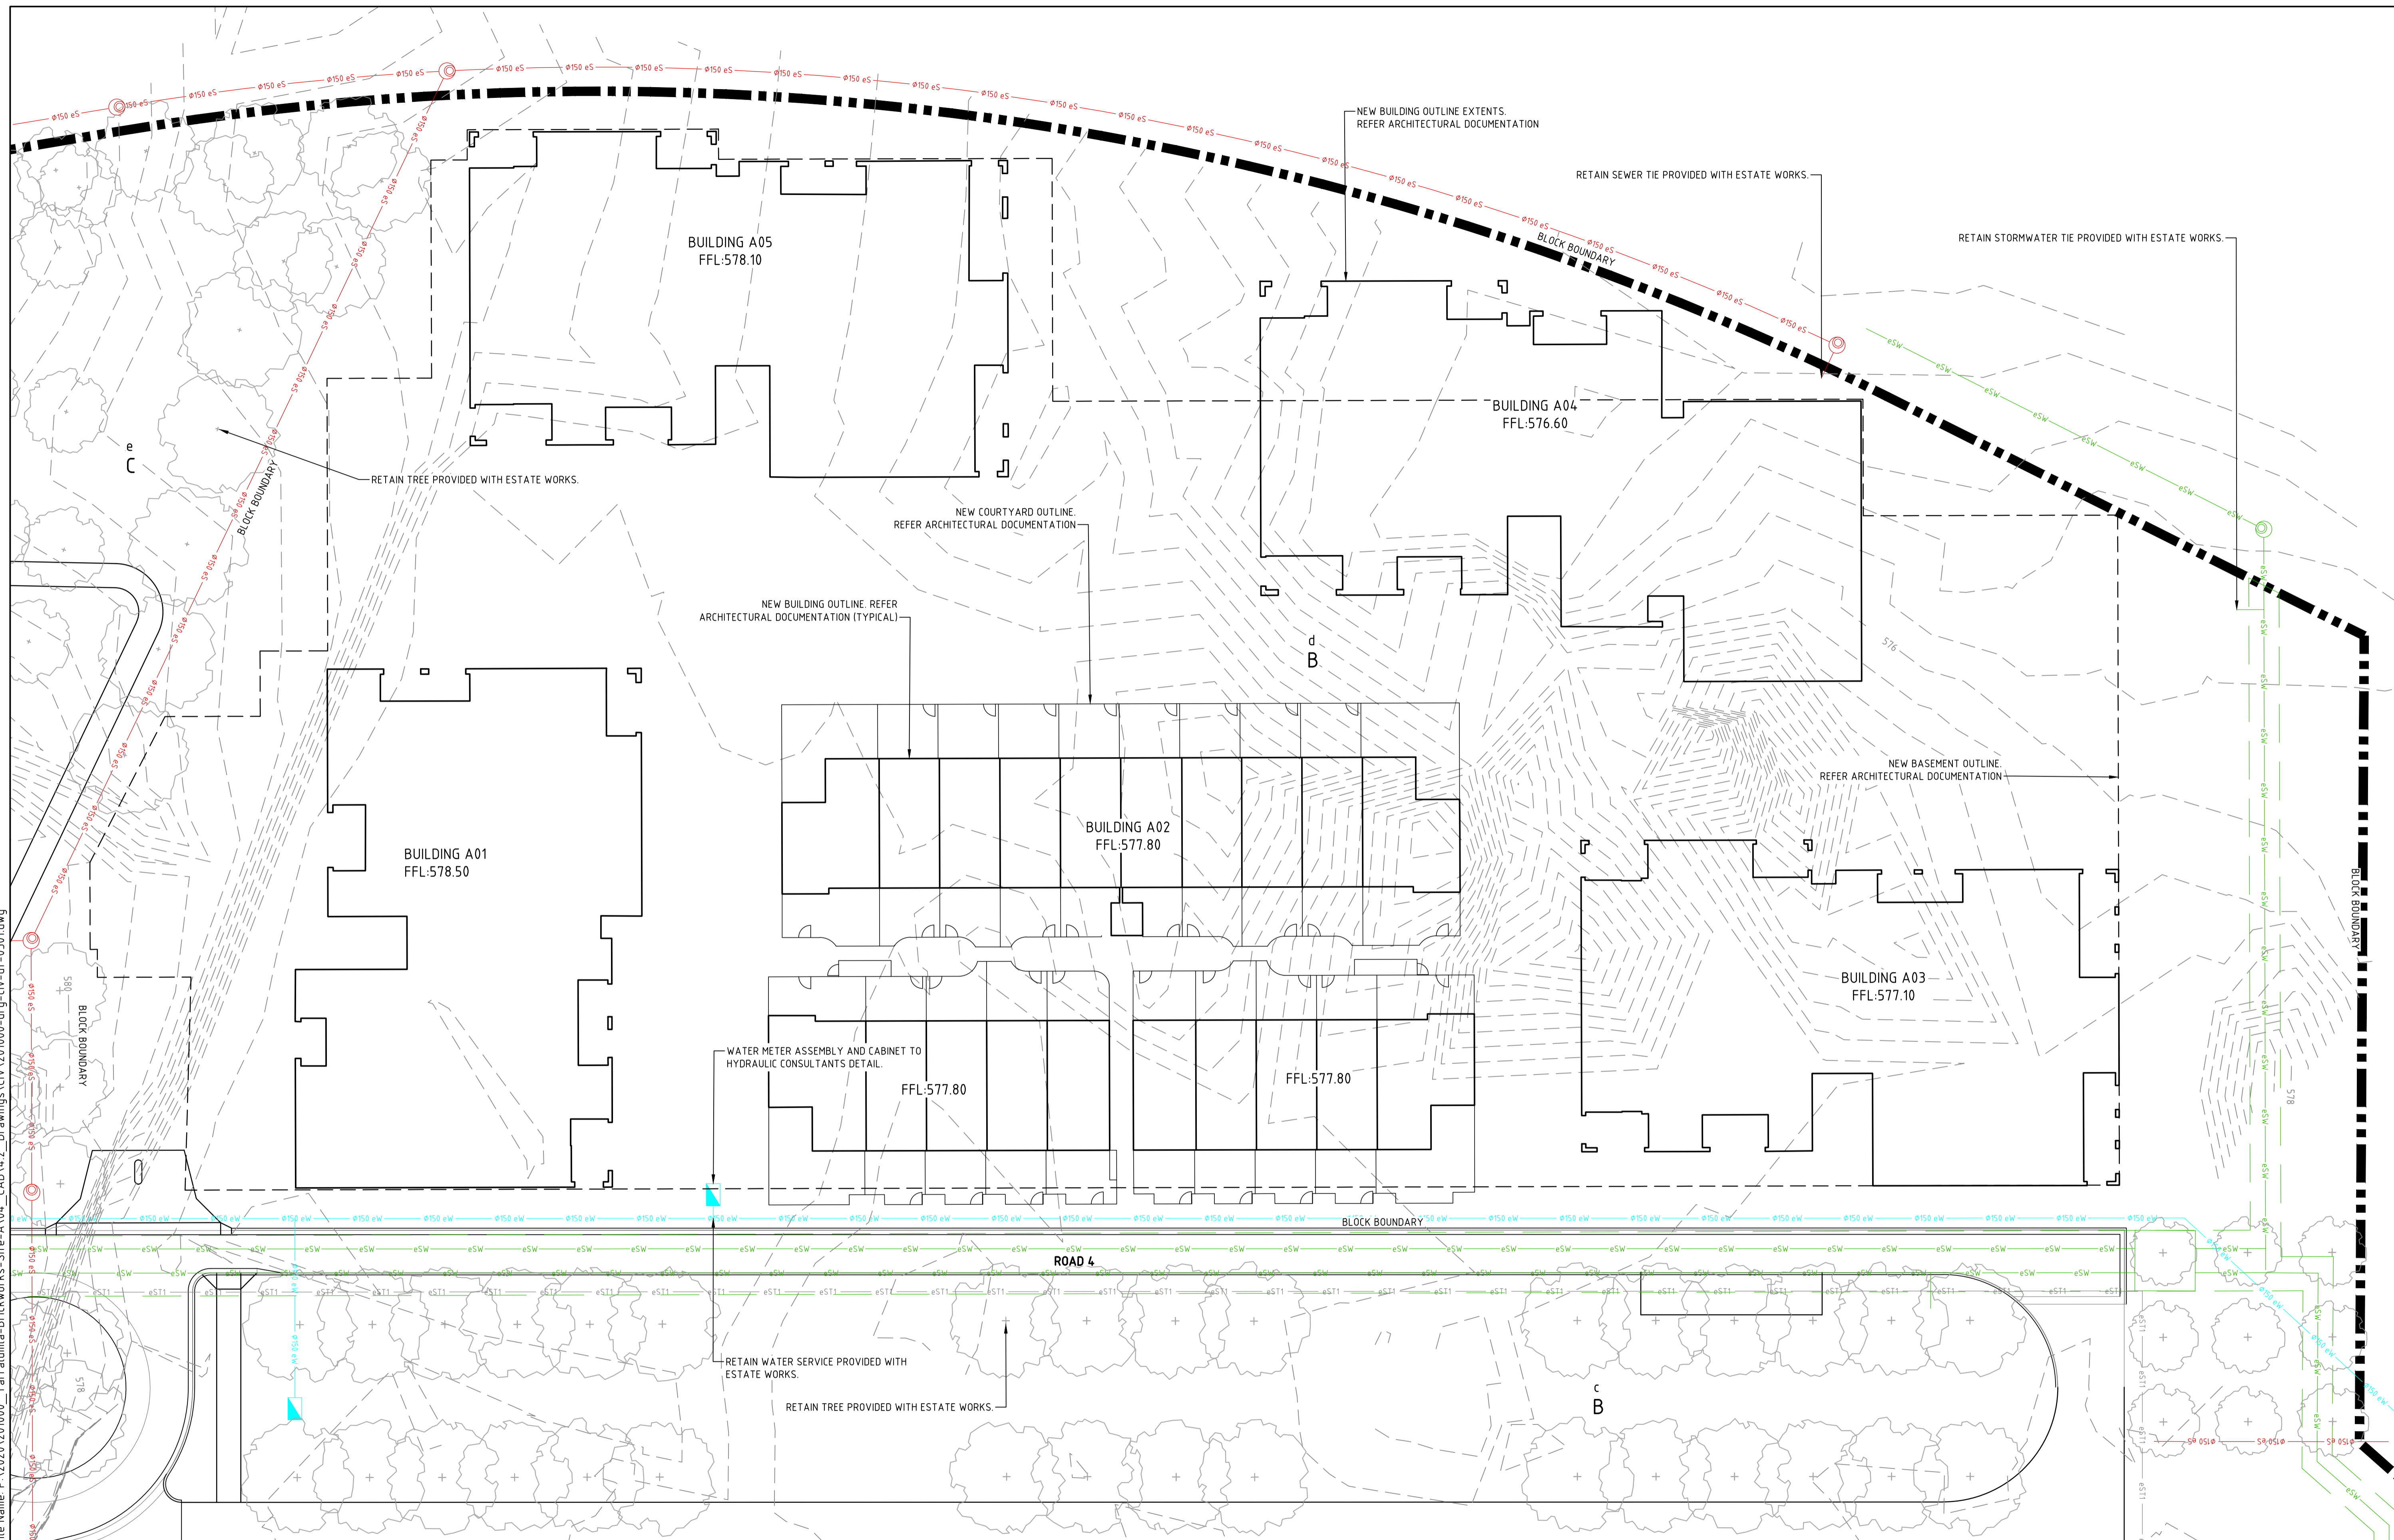 NEW BUILDING OUTLINE EXTENTS.
REFER ARCHITECTURAL DOCUMENTATION
RETAIN SEWER TIE PROVIDED WITH ESTATE WORKS.
RETAIN STORMWATER TIE PROVIDED WITH ESTATE WORKS.
BLOCK BOUNDARY
BUILDING A05
FFL:578.10
BUILDING A04
FFL:576.60
e
C
BLOCK BOUNDARY
RETAIN TREE PROVIDED WITH ESTATE WORKS.
NEW COURTYARD OUTLINE.
REFER ARCHITECTURAL DOCUMENTATION
NEW BUILDING OUTLINE. REFER
ARCHITECTURAL DOCUMENTATION (TYPICAL)
d
B
576
NEW BASEMENT OUTLINE.
REFER ARCHITECTURAL DOCUMENTATION
BUILDING A02
FFL:577.80
BUILDING A01
FFL:578.50
BLOCK BOUNDARY
BUILDING A03
FFL:577.10
580
BLOCK BOUNDARY
WATER METER ASSEMBLY AND CABINET TO
HYDRAULIC CONSULTANTS DETAIL.
FFL:577.80
FFL:577.80
578
BLOCK BOUNDARY
ROAD 4
RETAIN WATER SERVICE PROVIDED WITH
ESTATE WORKS.
578
RETAIN TREE PROVIDED WITH ESTATE WORKS.
c
B
Ø150 eS
Ø150 eW
eSW
eST1